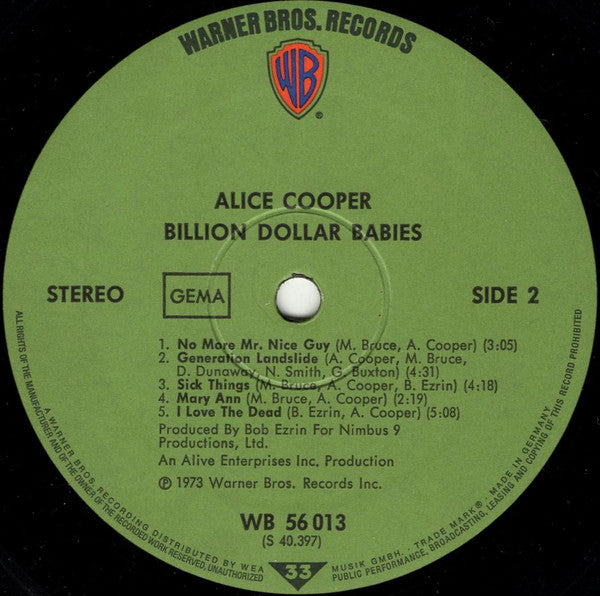 WARNER BROS. RECORDS
WB
®
ALICE COOPER
BILLION DOLLAR BABIES
STEREO
GEMA
SIDE 2
1. No More Mr. Nice Guy (M. Bruce, A. Cooper) (3:05)
2. Generation Landslide (A. Cooper, M. Bruce,
D. Dunaway, N. Smith, G. Buxton) (4:31)
3. Sick Things (M. Bruce, A. Cooper, B. Ezrin) (4:18)
4. Mary Ann (M. Bruce, A. Cooper) (2:19)
5. I Love The Dead (B. Ezrin, A. Cooper) (5:08)
Produced By Bob Ezrin For Nimbus 9
Productions, Ltd.
An Alive Enterprises Inc. Production
℗ 1973 Warner Bros. Records Inc.
WB 56 013
(S 40.397)
33
A WARNER BROS. RECORDING DISTRIBUTED BY WEA MUSIK GMBH. . TRADE MARK ® . MADE IN GERMANY
ALL RIGHTS OF THE MANUFACTURER AND OF THE OWNER OF THE RECORDED WORK RESERVED, UNAUTHORIZED PUBLIC PERFORMANCE, BROADCASTING, LEASING AND COPYING OF THIS RECORD PROHIBITED